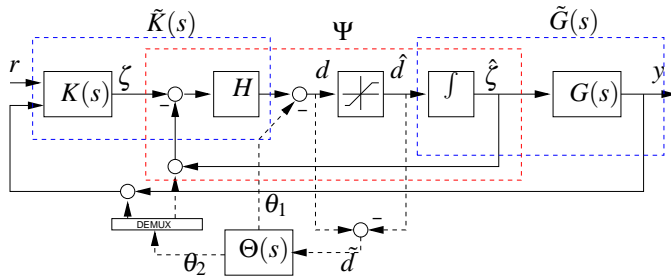 K̃(s)
G̃(s)
Ψ
r
K(s)
ζ
-
H
-
d
d̂
∫
ζ̂
G(s)
y
θ₁
DEMUX
θ₂
Θ(s)
d̃
-